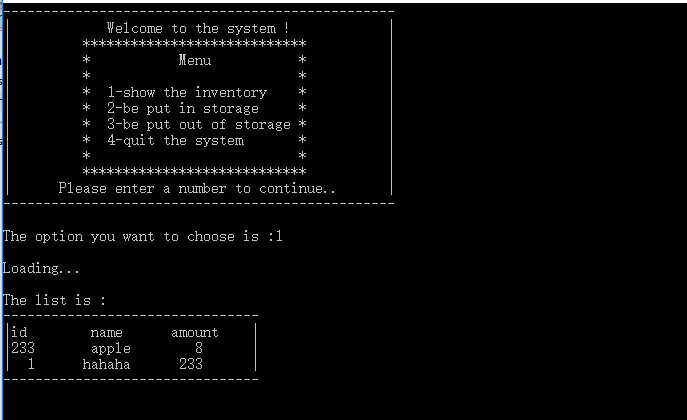 Welcome to the system !
****************************
* Menu *
* *
* 1-show the inventory *
* 2-be put in storage *
* 3-be put out of storage *
* 4-quit the system *
* *
****************************
Please enter a number to continue..
The option you want to choose is :1
Loading...
The list is :
id name amount
233 apple 8
1 hahaha 233